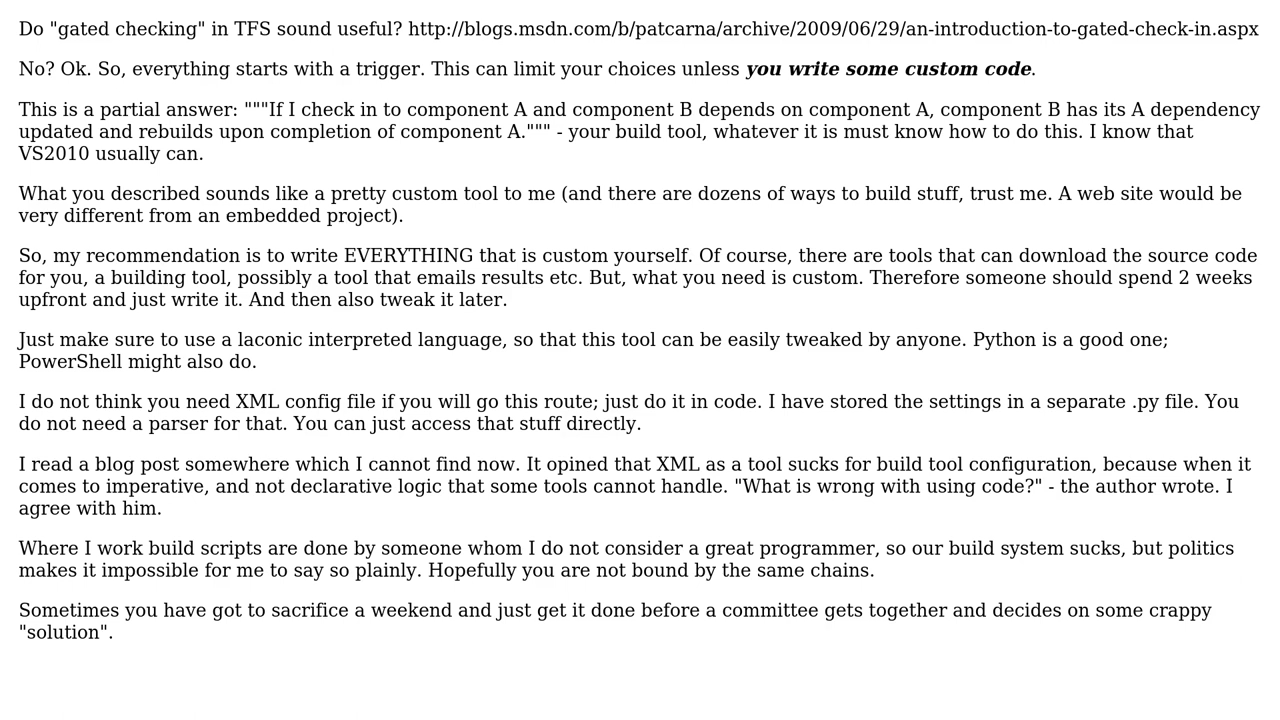 Do "gated checking" in TFS sound useful? http://blogs.msdn.com/b/patcarna/archive/2009/06/29/an-introduction-to-gated-check-in.aspx
No? Ok. So, everything starts with a trigger. This can limit your choices unless you write some custom code.
This is a partial answer: """If I check in to component A and component B depends on component A, component B has its A dependency
updated and rebuilds upon completion of component A.""" - your build tool, whatever it is must know how to do this. I know that
VS2010 usually can.
What you described sounds like a pretty custom tool to me (and there are dozens of ways to build stuff, trust me. A web site would be
very different from an embedded project).
So, my recommendation is to write EVERYTHING that is custom yourself. Of course, there are tools that can download the source code
for you, a building tool, possibly a tool that emails results etc. But, what you need is custom. Therefore someone should spend 2 weeks
upfront and just write it. And then also tweak it later.
Just make sure to use a laconic interpreted language, so that this tool can be easily tweaked by anyone. Python is a good one;
PowerShell might also do.
I do not think you need XML config file if you will go this route; just do it in code. I have stored the settings in a separate .py file. You
do not need a parser for that. You can just access that stuff directly.
I read a blog post somewhere which I cannot find now. It opined that XML as a tool sucks for build tool configuration, because when it
comes to imperative, and not declarative logic that some tools cannot handle. "What is wrong with using code?" - the author wrote. I
agree with him.
Where I work build scripts are done by someone whom I do not consider a great programmer, so our build system sucks, but politics
makes it impossible for me to say so plainly. Hopefully you are not bound by the same chains.
Sometimes you have got to sacrifice a weekend and just get it done before a committee gets together and decides on some crappy
"solution".